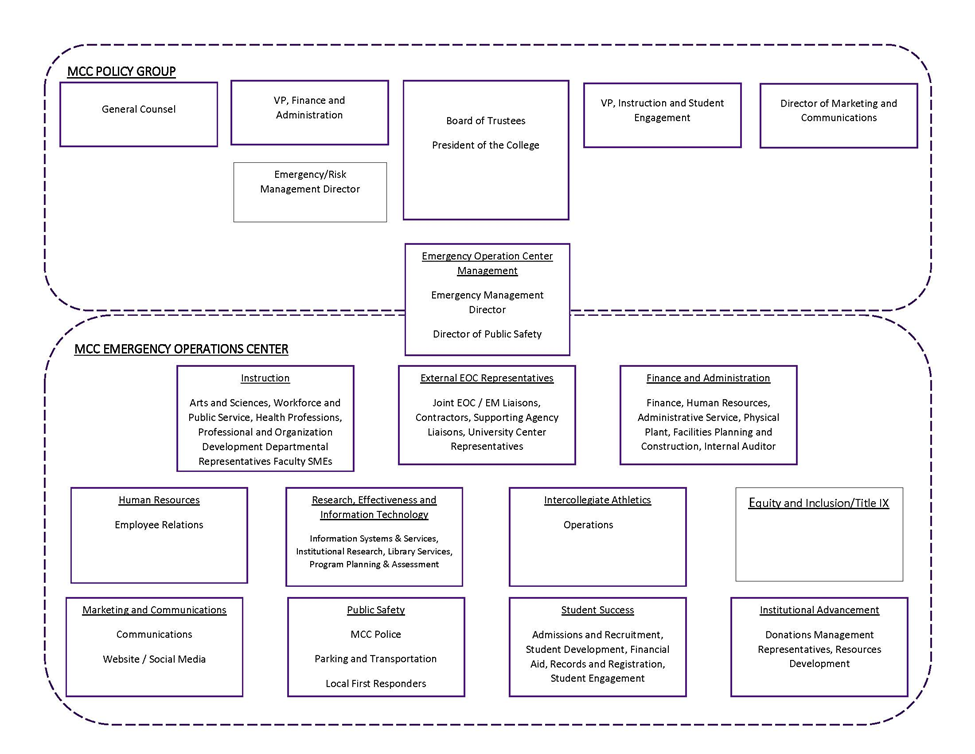 MCC POLICY GROUP
General Counsel
VP, Finance and
Administration
Board of Trustees
President of the College
VP, Instruction and Student
Engagement
Director of Marketing and
Communications
Emergency/Risk
Management Director
Emergency Operation Center
Management
Emergency Management
Director
Director of Public Safety
MCC EMERGENCY OPERATIONS CENTER
Instruction
Arts and Sciences, Workforce and
Public Service, Health Professions,
Professional and Organization
Development Departmental
Representatives Faculty SMEs
External EOC Representatives
Joint EOC / EM Liaisons,
Contractors, Supporting Agency
Liaisons, University Center
Representatives
Finance and Administration
Finance, Human Resources,
Administrative Service, Physical
Plant, Facilities Planning and
Construction, Internal Auditor
Human Resources
Employee Relations
Research, Effectiveness and
Information Technology
Information Systems & Services,
Institutional Research, Library Services,
Program Planning & Assessment
Intercollegiate Athletics
Operations
Equity and Inclusion/Title IX
Marketing and Communications
Communications
Website / Social Media
Public Safety
MCC Police
Parking and Transportation
Local First Responders
Student Success
Admissions and Recruitment,
Student Development, Financial
Aid, Records and Registration,
Student Engagement
Institutional Advancement
Donations Management
Representatives, Resources
Development